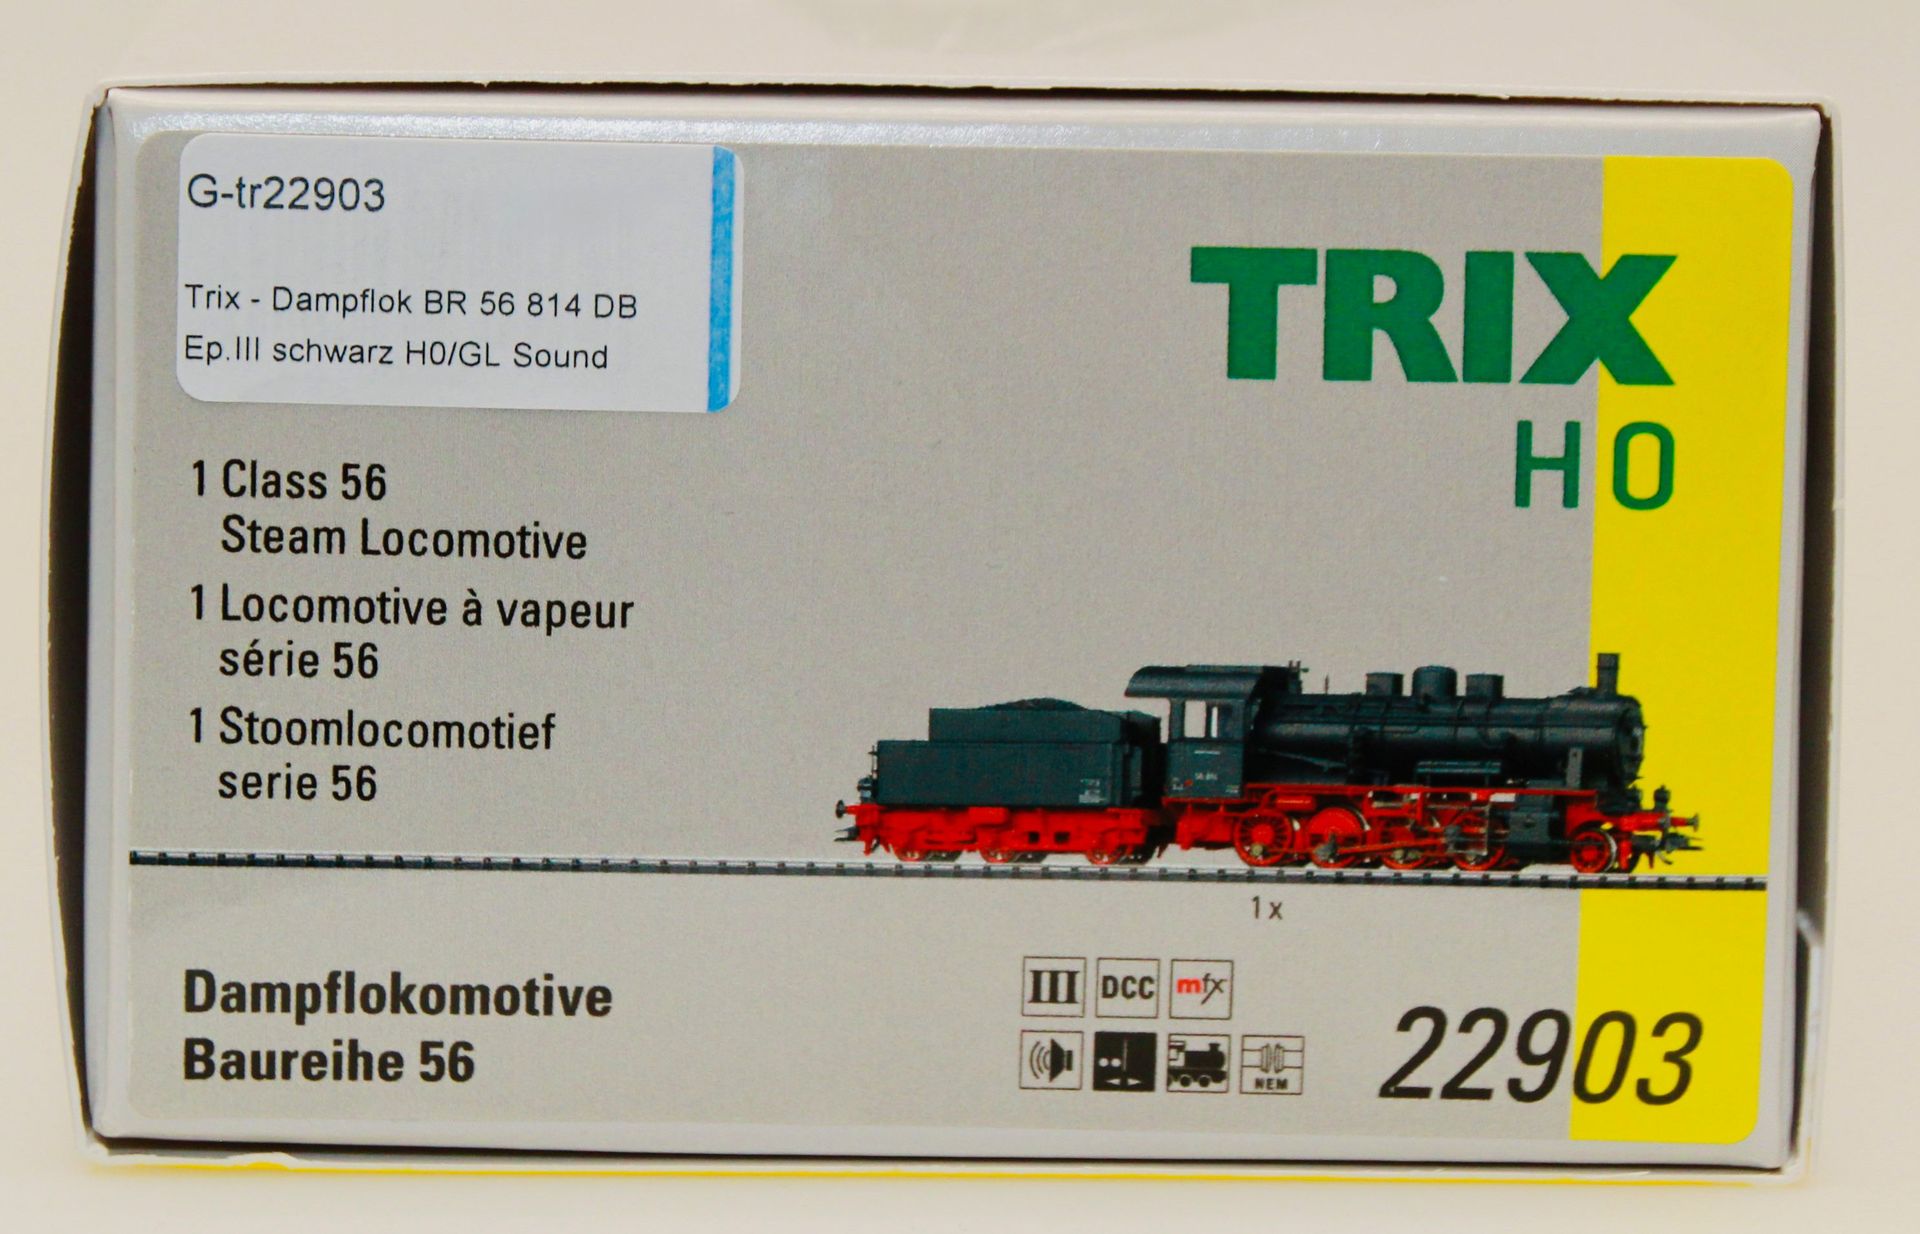 G-tr22903
Trix - Dampflok BR 56 814 DB
Ep.III schwarz H0/GL Sound
TRIX
H0
1 Class 56
Steam Locomotive
1 Locomotive à vapeur
série 56
1 Stoomlocomotief
serie 56
1 x
Dampflokomotive
Baureihe 56
III DCC mfx
NEM
22903